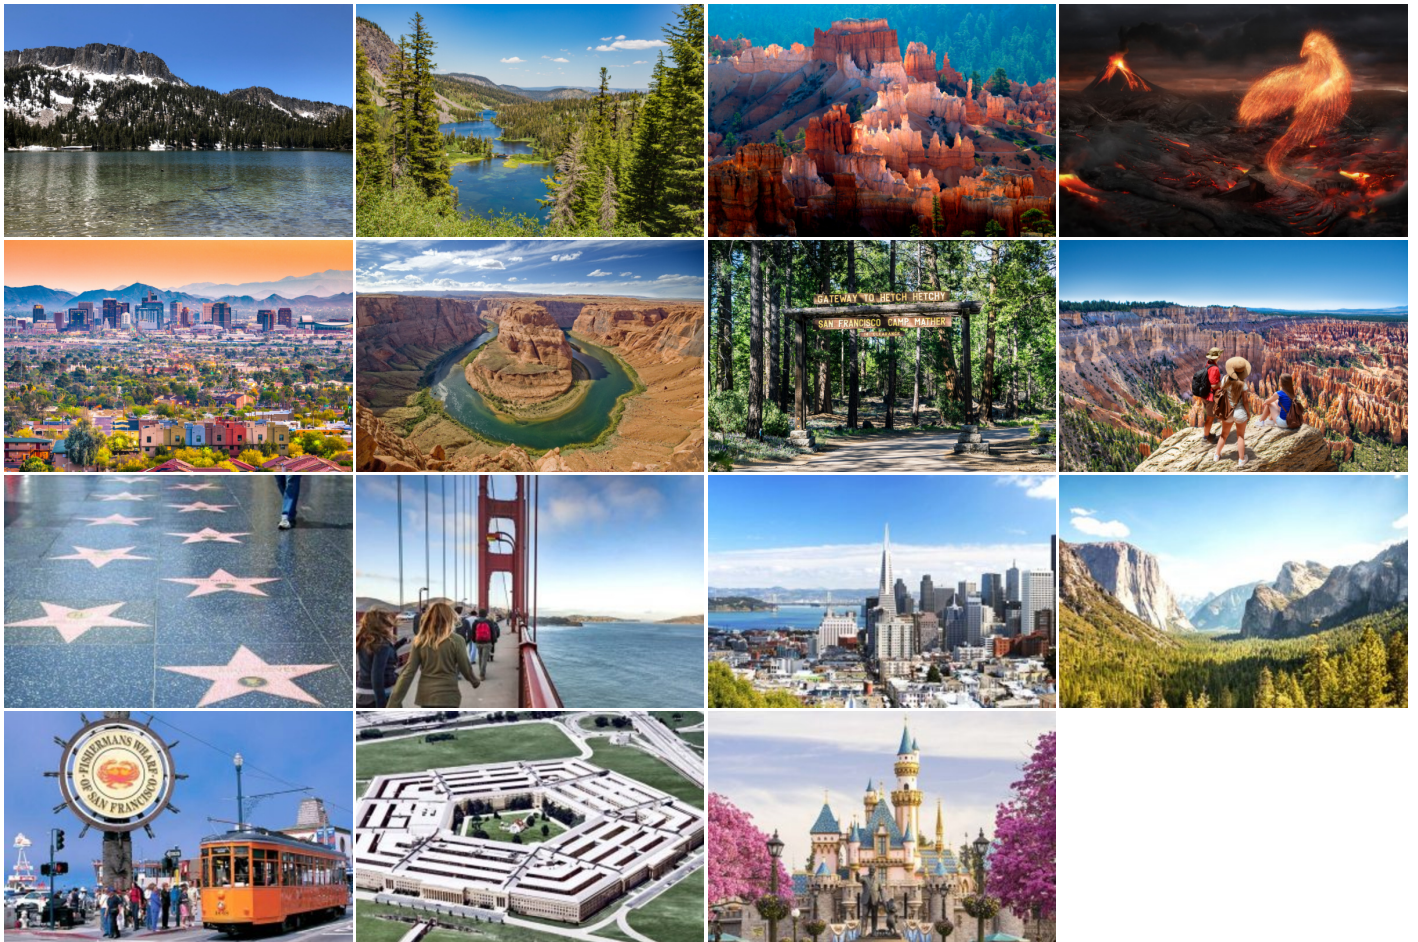 GATEWAY TO HETCH HETCHY
SAN FRANCISCO CAMP MATHER
FISHERMANS WHARF
OF SAN FRANCISCO